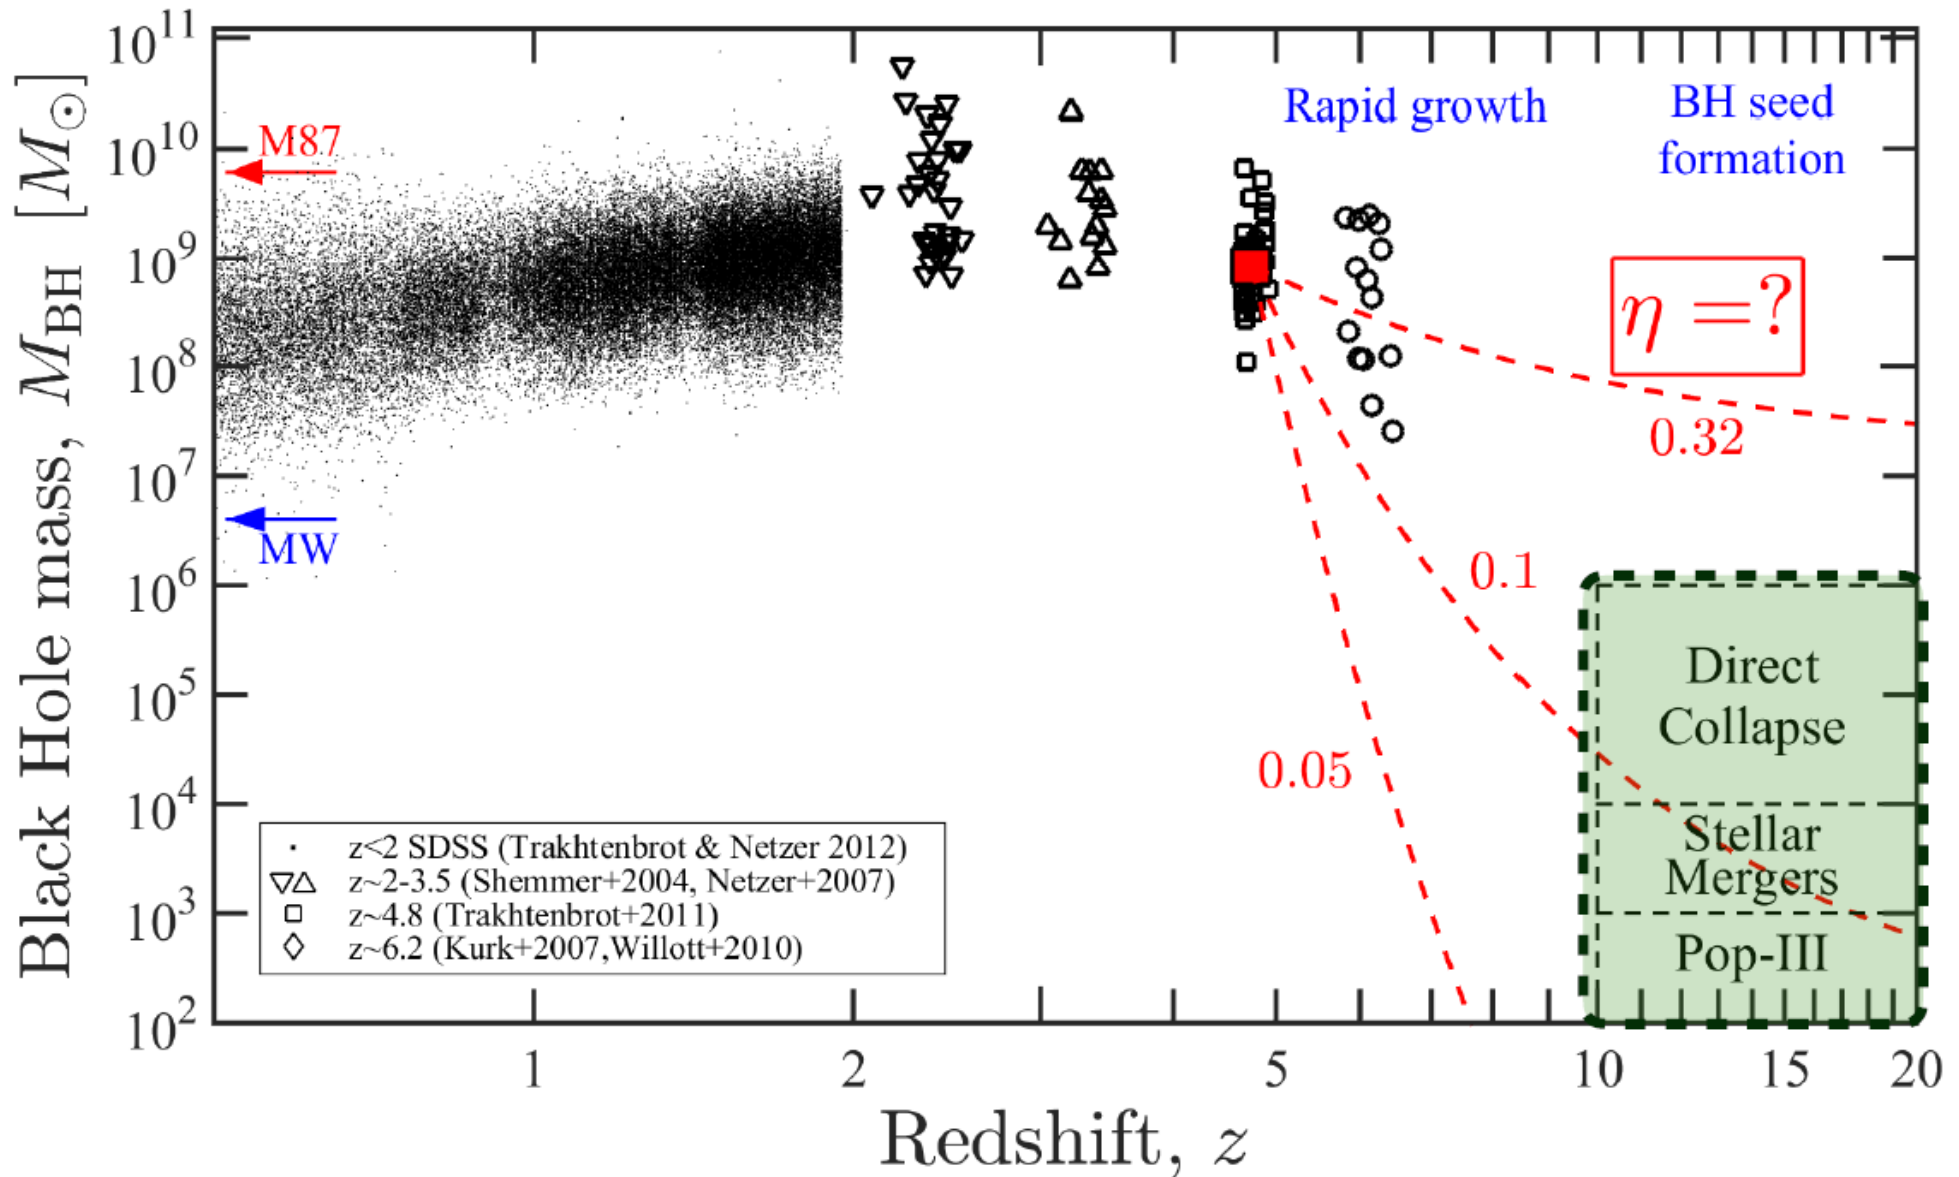 Black Hole mass, M_BH [M_⊙]
10^11
10^10
10^9
10^8
10^7
10^6
10^5
10^4
10^3
10^2
M87
MW
Rapid growth
BH seed
formation
η =?
0.32
0.1
0.05
Direct
Collapse
Stellar
Mergers
Pop-III
z<2 SDSS (Trakhtenbrot & Netzer 2012)
z~2-3.5 (Shemmer+2004, Netzer+2007)
z~4.8 (Trakhtenbrot+2011)
z~6.2 (Kurk+2007,Willott+2010)
1 2 5 10 15 20
Redshift, z